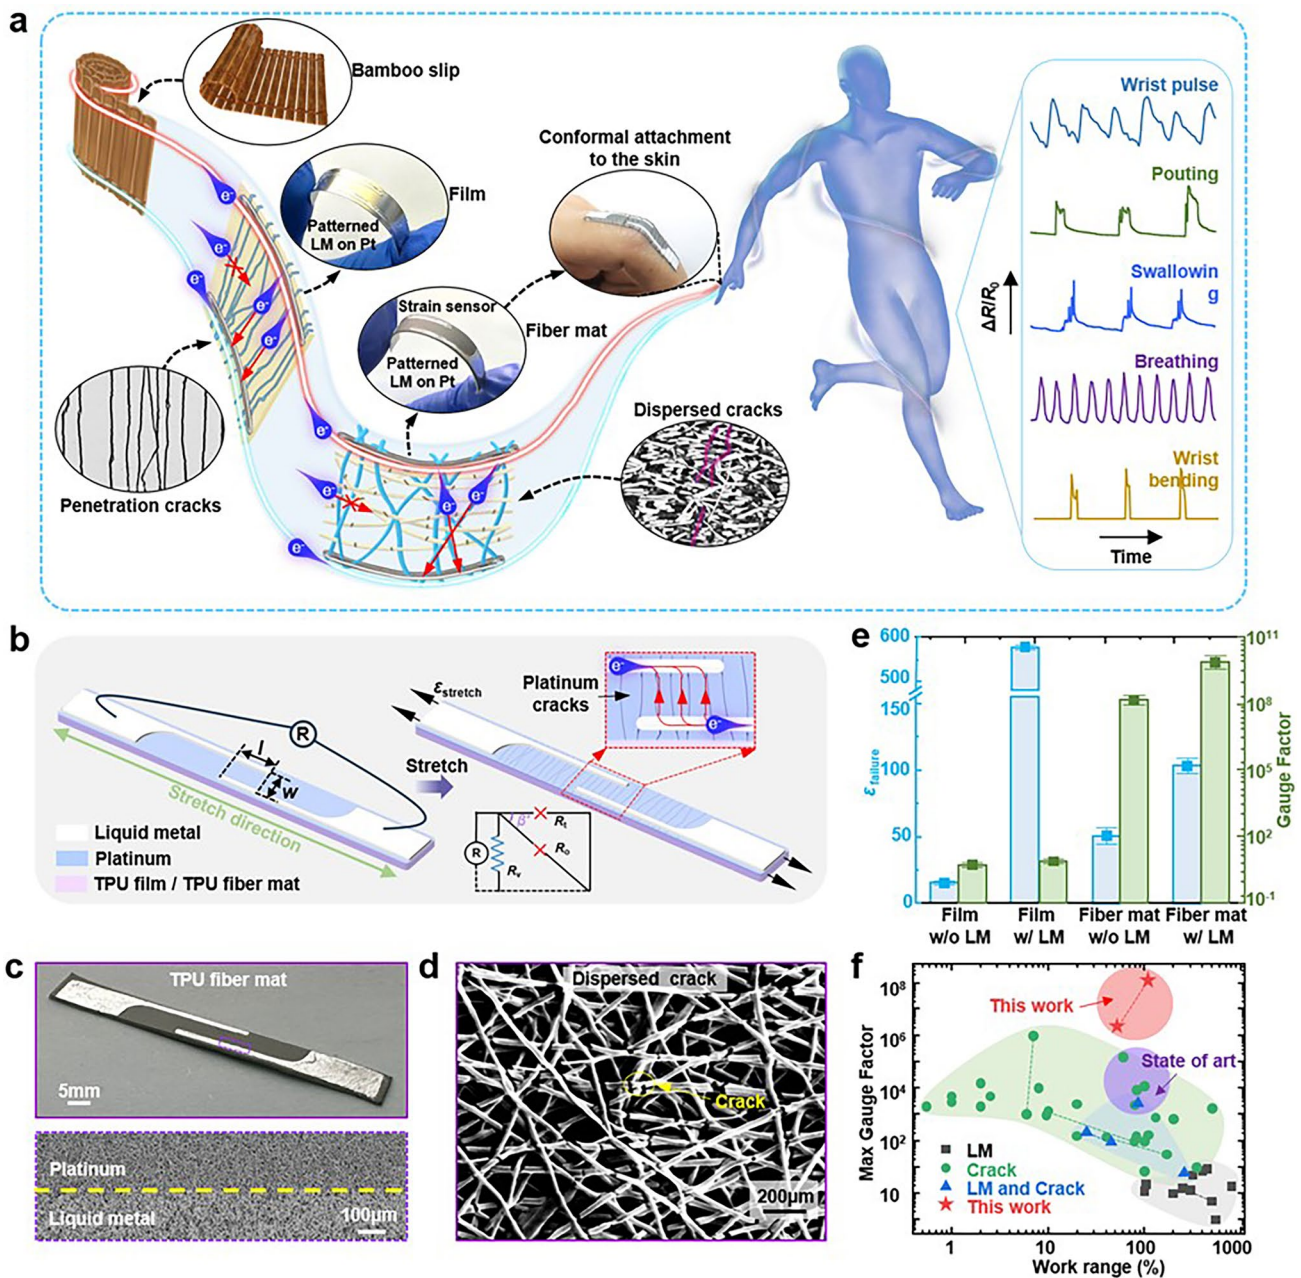 a
Bamboo slip
Film
Patterned
LM on Pt
Conformal attachment
to the skin
Strain sensor
Fiber mat
Patterned
LM on Pt
Penetration cracks
Dispersed cracks
e-
e-
e-
e-
e-
e-
e-
e-
e-
e-
Wrist pulse
Pouting
Swallowin
g
Breathing
Wrist
bending
ΔR/R0
Time
b
R
l
w
Stretch direction
Liquid metal
Platinum
TPU film / TPU fiber mat
Stretch
εstretch
Platinum
cracks
e-
e-
R
Rv
Rt
Ro
β
c
TPU fiber mat
5mm
Platinum
Liquid metal
100μm
d
Dispersed crack
Crack
200μm
e
600
500
150
100
50
0
εfailure
10^11
10^8
10^5
10^2
10^-1
Gauge Factor
Film
w/o LM
Film
w/ LM
Fiber mat
w/o LM
Fiber mat
w/ LM
f
10^8
10^6
10^4
10^2
10
Max Gauge Factor
This work
State of art
LM
Crack
LM and Crack
This work
1
10
100
1000
Work range (%)